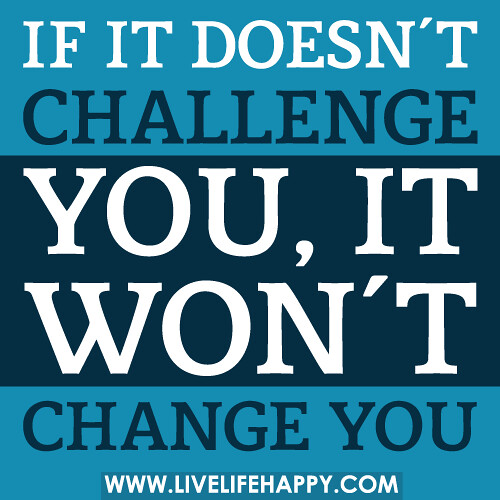 IF IT DOESN´T
CHALLENGE
YOU, IT
WON´T
CHANGE YOU
WWW.LIVELIFEHAPPY.COM